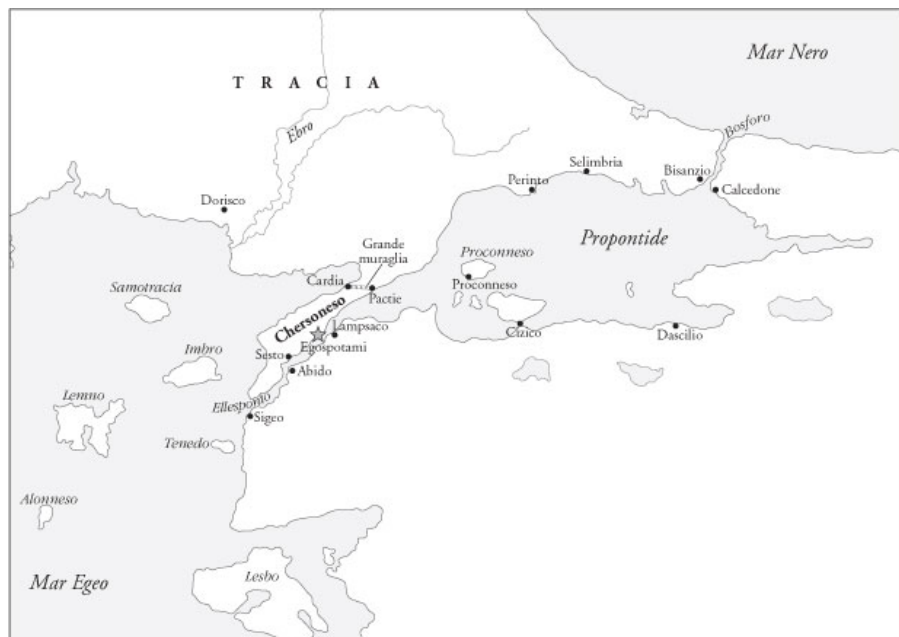 Mar Nero
TRACIA
Ebro
Bosforo
Selimbria
Bisanzio
Perinto
Calcedone
Dorisco
Propontide
Grande
muraglia
Proconneso
Cardia
Samotracia
Proconneso
Pactie
Chersoneso
Lampsaco
Cizico
Dascilio
Egospotami
Imbro
Sesto
Abido
Lemno
Ellesponto
Sigeo
Tenedo
Alonneso
Lesbo
Mar Egeo